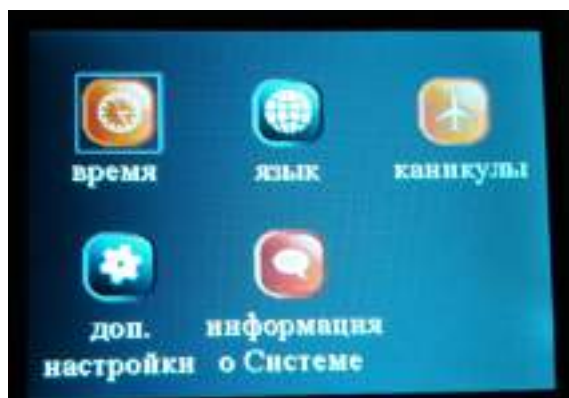 время
язык
каникулы
доп.
настройки
информация
о Системе